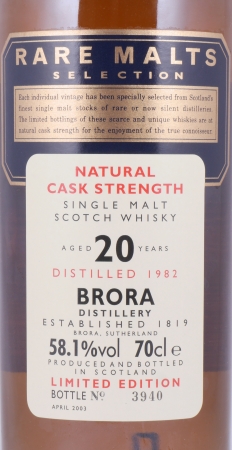 RARE MALTS
SELECTION
Each individual vintage has been specially selected from Scotland's
finest single malt stocks of rare or now silent distilleries.
The limited bottlings of these scarce and unique whiskies are at
natural cask strength for the enjoyment of the true connoisseur.
NATURAL
CASK STRENGTH
SINGLE MALT
SCOTCH WHISKY
AGED 20 YEARS
DISTILLED 1982
BRORA
DISTILLERY
ESTABLISHED 1819
BRORA, SUTHERLAND
58.1%vol 70cl e
PRODUCED AND BOTTLED
IN SCOTLAND
LIMITED EDITION
BOTTLE Nº 3940
APRIL 2003